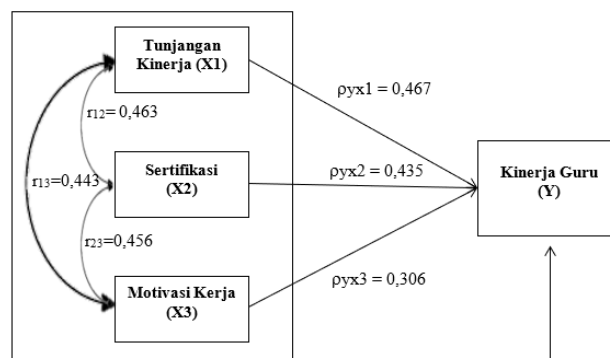 Tunjangan
Kinerja (X1)
r12=0,463
ρyx1 = 0,467
Sertifikasi
(X2)
r13=0,443
ρyx2 = 0,435
Kinerja Guru
(Y)
r23=0,456
ρyx3 = 0,306
Motivasi Kerja
(X3)